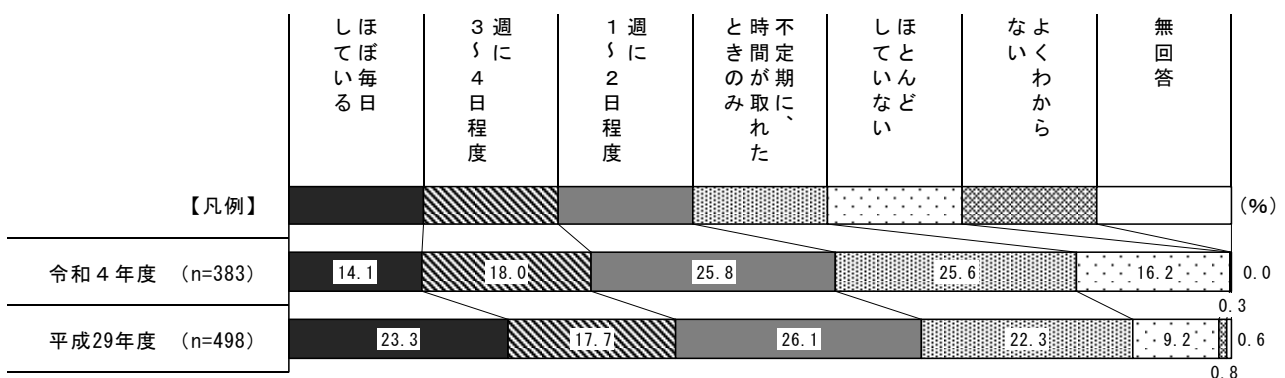 ほぼ毎日
している
週に
３～４日程度
週に
１～２日程度
不定期に、
時間が取れた
ときのみ
ほとんど
していない
よくわから
ない
無回答
【凡例】
(%)
令和４年度 (n=383)
14.1 18.0 25.8 25.6 16.2 0.0
0.3
平成29年度 (n=498)
23.3 17.7 26.1 22.3 9.2 0.6
0.8